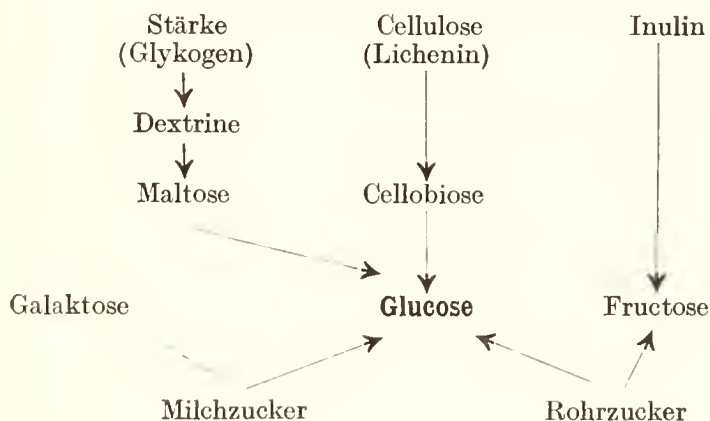 Stärke Cellulose Inulin
(Glykogen) (Lichenin)
Dextrine
Maltose Cellobiose
Galaktose Glucose Fructose
Milchzucker Rohrzucker